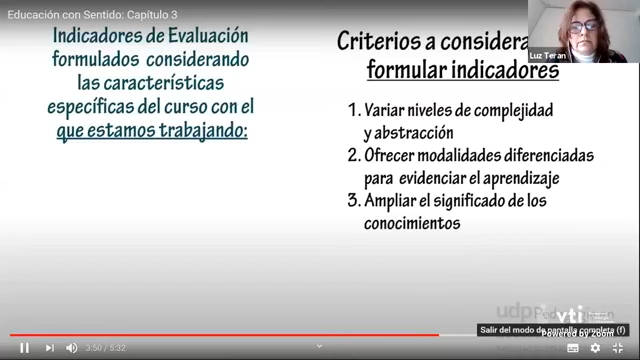 Educación con Sentido: Capítulo 3
Indicadores de Evaluación
formulados considerando
las características
específicas del curso con el
que estamos trabajando:
Criterios a considera
formular indicadores
1. Variar niveles de complejidad
y abstracción
2. Ofrecer modalidades diferenciadas
para evidenciar el aprendizaje
3. Ampliar el significado de los
conocimientos
Luz Teran
udp
vti
Powered by Zoom
Salir del modo de pantalla completa (f)
3:50 / 5:32